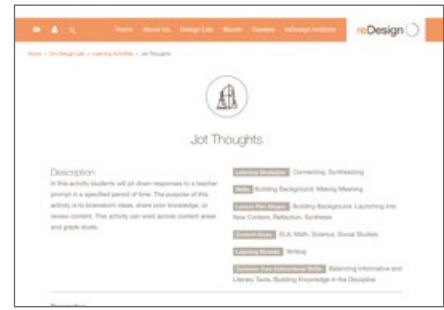 Home About Us Design Lab Bloom Careers reDesign Institute reDesign
Home > Our Design Lab > Learning Activities > Jot Thoughts
Jot Thoughts
Description
In this activity students will jot down responses to a teacher
prompt in a specified period of time. The purpose of this
activity is to brainstorm ideas, share prior knowledge, or
review content. This activity can work across content areas
and grade levels.
Learning Strategies Connecting, Synthesizing
Skills Building Background, Making Meaning
Lesson Plan Stages Building Background, Launching into
New Content, Reflection, Synthesis
Content Areas ELA, Math, Science, Social Studies
Learning Strands Writing
Common Core Instructional Shifts Balancing Informative and
Literary Texts, Building Knowledge in the Discipline